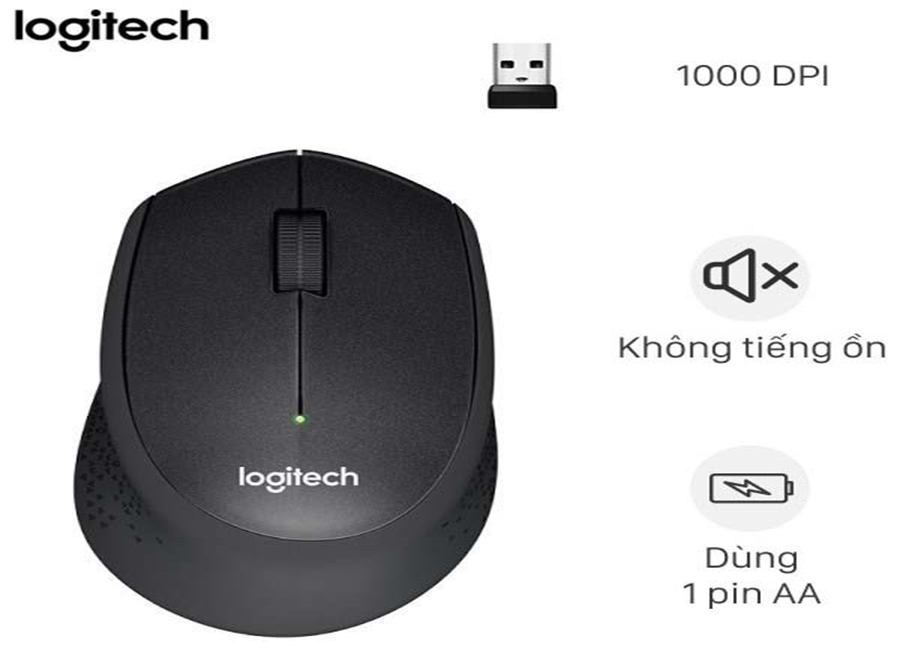 logitech
1000 DPI
Không tiếng ồn
logitech
Dùng
1 pin AA